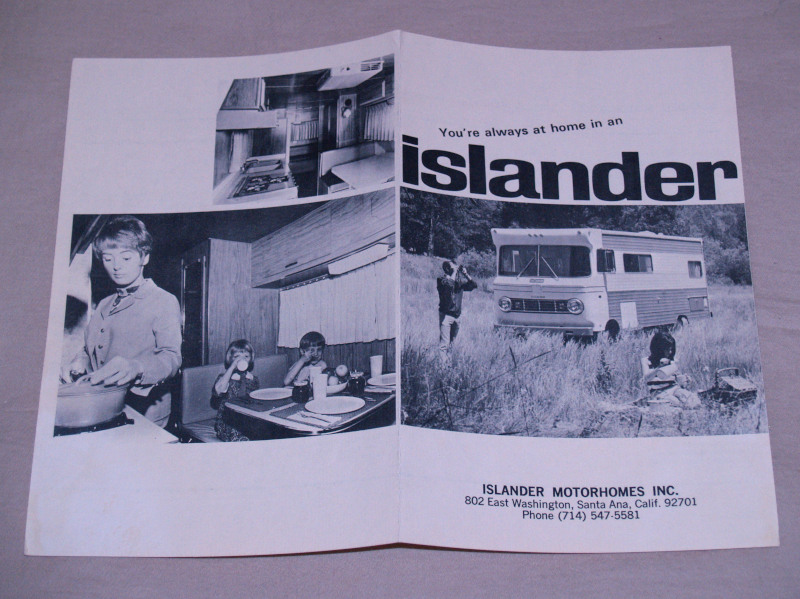 You're always at home in an
islander
ISLANDER MOTORHOMES INC.
802 East Washington, Santa Ana, Calif. 92701
Phone (714) 547-5581